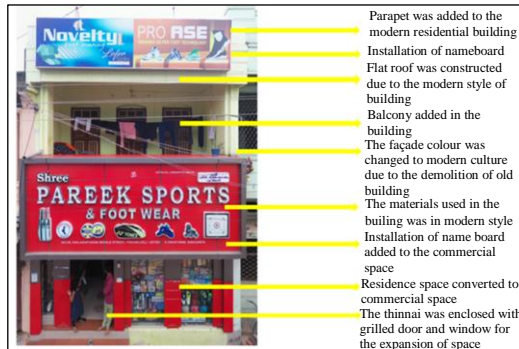 Novelty
PRO ASE
Shree
PAREEK SPORTS
& FOOT WEAR
Parapet was added to the
modern residential building
Installation of nameboard
Flat roof was constructed
due to the modern style of
building
Balcony added in the
building
The façade colour was
changed to modern culture
due to the demolition of old
building
The materials used in the
builing was in modern style
Installation of name board
added to the commercial
space
Residence space converted to
commercial space
The thinnai was enclosed with
grilled door and window for
the expansion of space